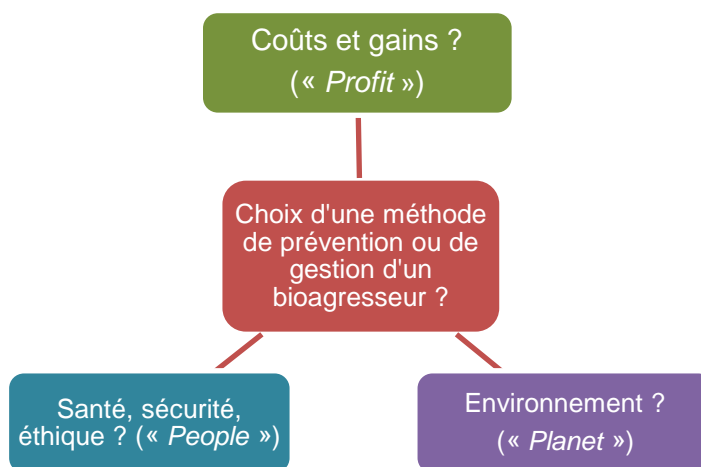 Coûts et gains ?
(« Profit »)
Choix d'une méthode
de prévention ou de
gestion d'un
bioagresseur ?
Santé, sécurité,
éthique ? (« People »)
Environnement ?
(« Planet »)